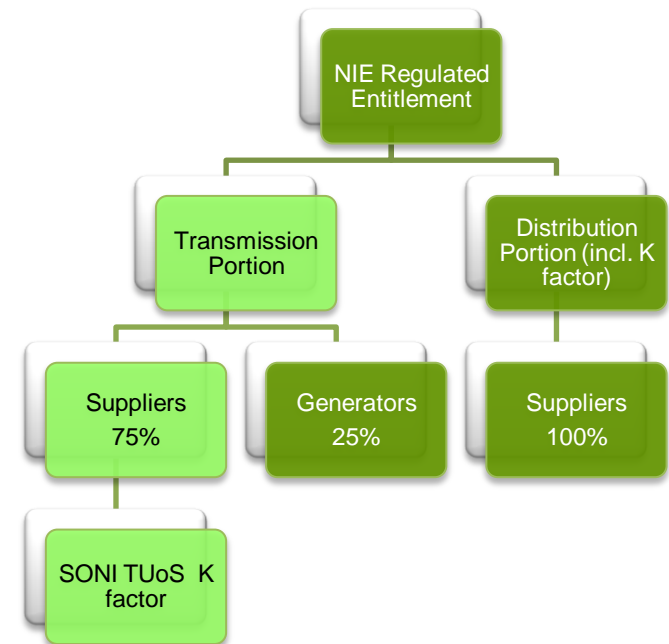 NIE Regulated
Entitlement
Transmission
Portion
Distribution
Portion (incl. K
factor)
Suppliers
75%
Generators
25%
Suppliers
100%
SONI TUoS K
factor